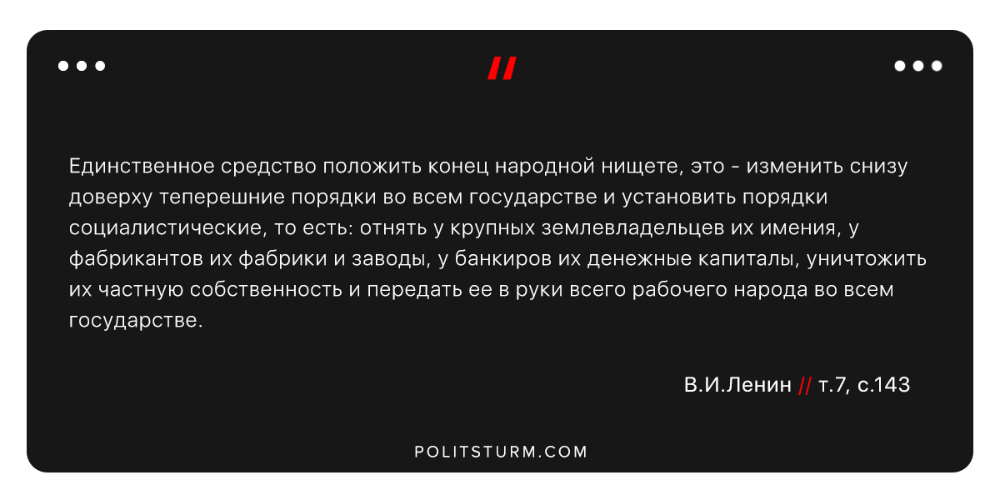 Единственное средство положить конец народной нищете, это - изменить снизу
доверху теперешние порядки во всем государстве и установить порядки
социалистические, то есть: отнять у крупных землевладельцев их имения, у
фабрикантов их фабрики и заводы, у банкиров их денежные капиталы, уничтожить
их частную собственность и передать ее в руки всего рабочего народа во всем
государстве.
В.И.Ленин // т.7, с.143
POLITSTURM.COM